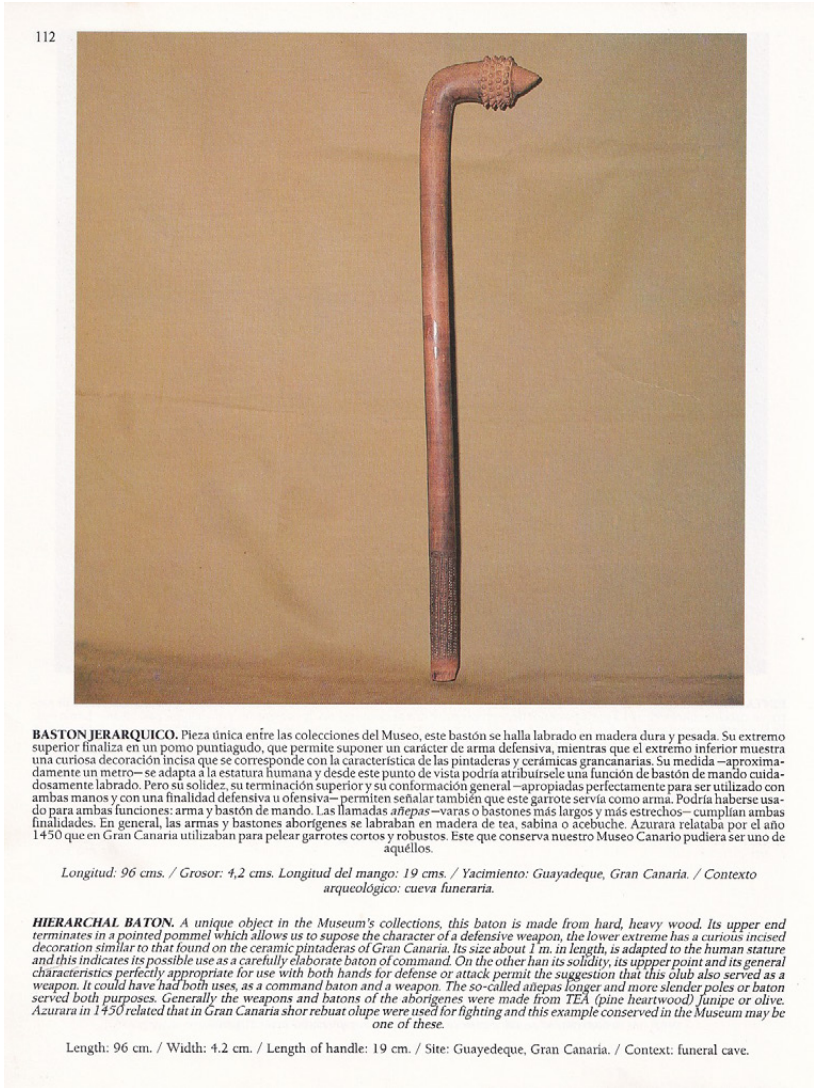 112
BASTON JERARQUICO. Pieza única entre las colecciones del Museo, este bastón se halla labrado en madera dura y pesada. Su extremo
superior finaliza en un pomo puntiagudo, que permite suponer un carácter de arma defensiva, mientras que el extremo inferior muestra
una curiosa decoración incisa que se corresponde con la característica de las pintaderas y cerámicas grancanarias. Su medida —aproxima-
damente un metro— se adapta a la estatura humana y desde este punto de vista podría atribuírsele una función de bastón de mando cuida-
dosamente labrado. Pero su solidez, su terminación superior y su conformación general —apropiadas perfectamente para ser utilizado con
ambas manos y con una finalidad defensiva u ofensiva— permiten señalar también que este garrote servía como arma. Podría haberse usa-
do para ambas funciones: arma y bastón de mando. Las llamadas añepas —varas o bastones más largos y más estrechos— cumplían ambas
finalidades. En general, las armas y bastones aborígenes se labraban en madera de tea, sabina o acebuche. Azurara relataba por el año
1450 que en Gran Canaria utilizaban para pelear garrotes cortos y robustos. Este que conserva nuestro Museo Canario pudiera ser uno de
aquéllos.
Longitud: 96 cms. / Grosor: 4,2 cms. Longitud del mango: 19 cms. / Yacimiento: Guayadeque, Gran Canaria. / Contexto
arqueológico: cueva funeraria.
HIERARCHAL BATON. A unique object in the Museum's collections, this baton is made from hard, heavy wood. Its upper end
terminates in a pointed pommel which allows us to supose the character of a defensive weapon, the lower extreme has a curious incised
decoration similar to that found on the ceramic pintaderas of Gran Canaria. Its size about 1 m. in length, is adapted to the human stature
and this indicates its possible use as a carefully elaborate baton of command. On the other han its solidity, its uppper point and its general
characteristics perfectly appropriate for use with both hands for defense or attack permit the suggestion that this olub also served as a
weapon. It could have had both uses, as a command baton and a weapon. The so-called añepas longer and more slender poles or baton
served both purposes. Generally the weapons and batons of the aborigenes were made from TEA (pine heartwood) Junipe or olive.
Azurara in 1450 related that in Gran Canaria shor rebuat olupe were used for fighting and this example conserved in the Museum may be
one of these.
Length: 96 cm. / Width: 4.2 cm. / Length of handle: 19 cm. / Site: Guayedeque, Gran Canaria. / Context: funeral cave.